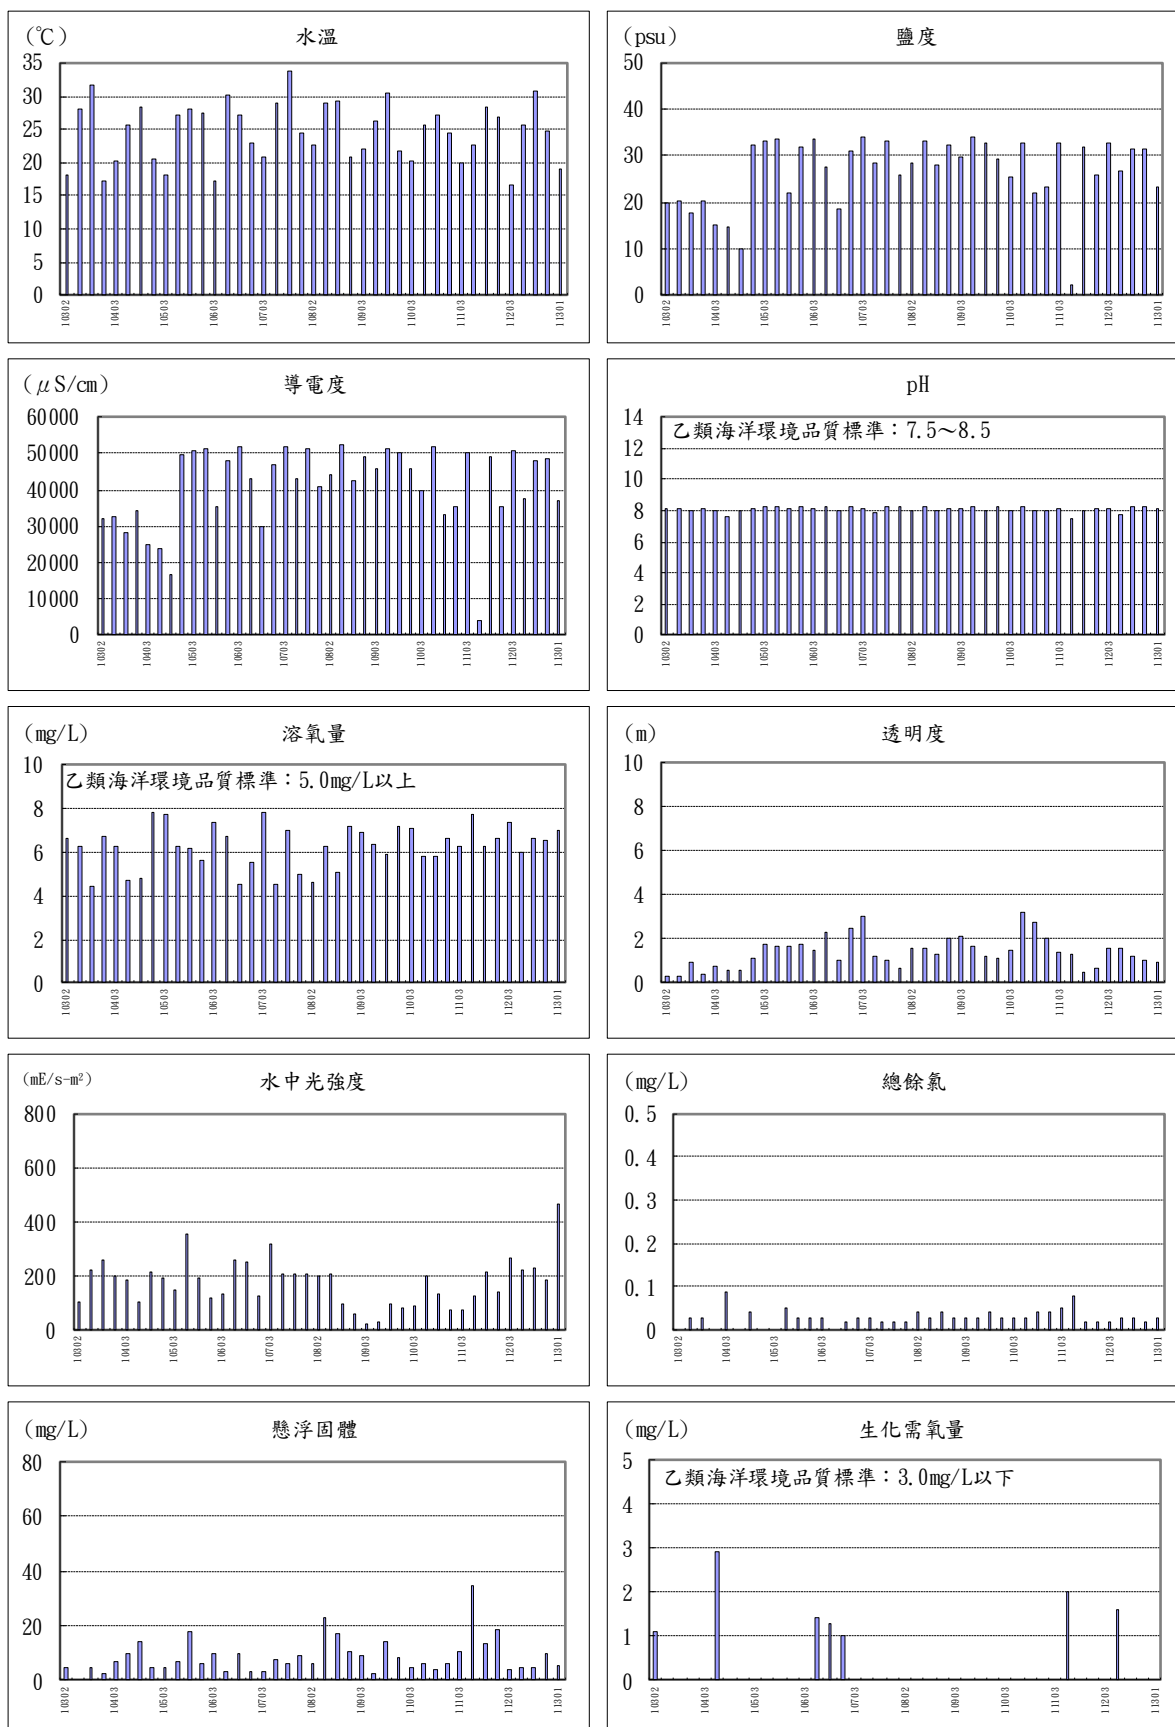 (℃) 水溫
35
30
25
20
15
10
5
0
10302 10403 10503 10603 10703 10802 10903 11003 11103 11203 11301
(psu) 鹽度
50
40
30
20
10
0
10302 10403 10503 10603 10703 10802 10903 11003 11103 11203 11301
(μS/cm) 導電度
60000
50000
40000
30000
20000
10000
0
10302 10403 10503 10603 10703 10802 10903 11003 11103 11203 11301
pH
乙類海洋環境品質標準：7.5～8.5
14
12
10
8
6
4
2
0
10302 10403 10503 10603 10703 10802 10903 11003 11103 11203 11301
(mg/L) 溶氧量
乙類海洋環境品質標準：5.0mg/L以上
10
8
6
4
2
0
10302 10403 10503 10603 10703 10802 10903 11003 11103 11203 11301
(m) 透明度
10
8
6
4
2
0
10302 10403 10503 10603 10703 10802 10903 11003 11103 11203 11301
(mE/s-m²) 水中光強度
800
600
400
200
0
10302 10403 10503 10603 10703 10802 10903 11003 11103 11203 11301
(mg/L) 總餘氯
0.5
0.4
0.3
0.2
0.1
0
10302 10403 10503 10603 10703 10802 10903 11003 11103 11203 11301
(mg/L) 懸浮固體
80
60
40
20
0
10302 10403 10503 10603 10703 10802 10903 11003 11103 11203 11301
(mg/L) 生化需氧量
乙類海洋環境品質標準：3.0mg/L以下
5
4
3
2
1
0
10302 10403 10503 10603 10703 10802 10903 11003 11103 11203 11301